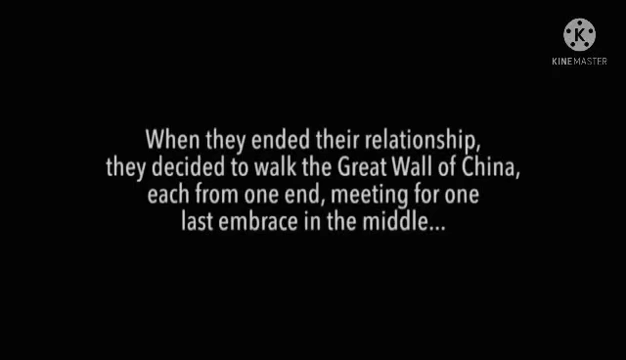 K
KINEMASTER
When they ended their relationship,
they decided to walk the Great Wall of China,
each from one end, meeting for one
last embrace in the middle...